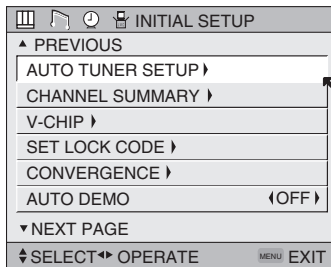 INITIAL SETUP
PREVIOUS
AUTO TUNER SETUP
CHANNEL SUMMARY
V-CHIP
SET LOCK CODE
CONVERGENCE
AUTO DEMO OFF
NEXT PAGE
SELECT OPERATE MENU EXIT